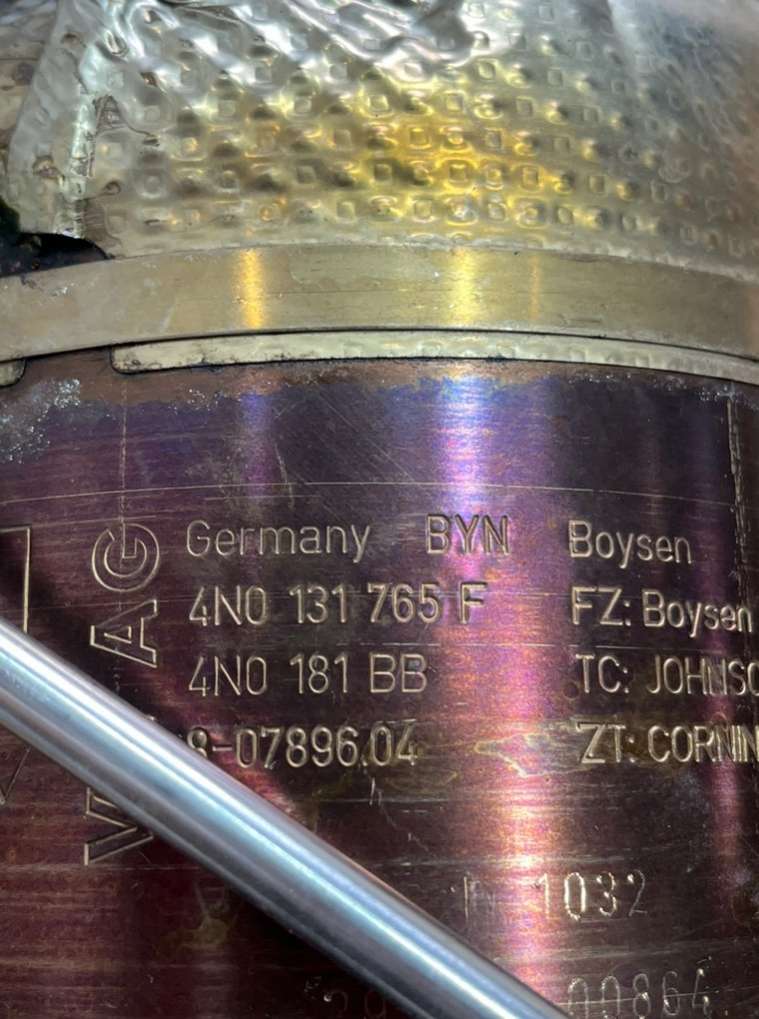 Germany BYN Boysen
4N0 131 765 F FZ: Boysen
4N0 181 BB TC: JOHNSO
8-07896.04 ZT: CORNIN
AG
1032
00864